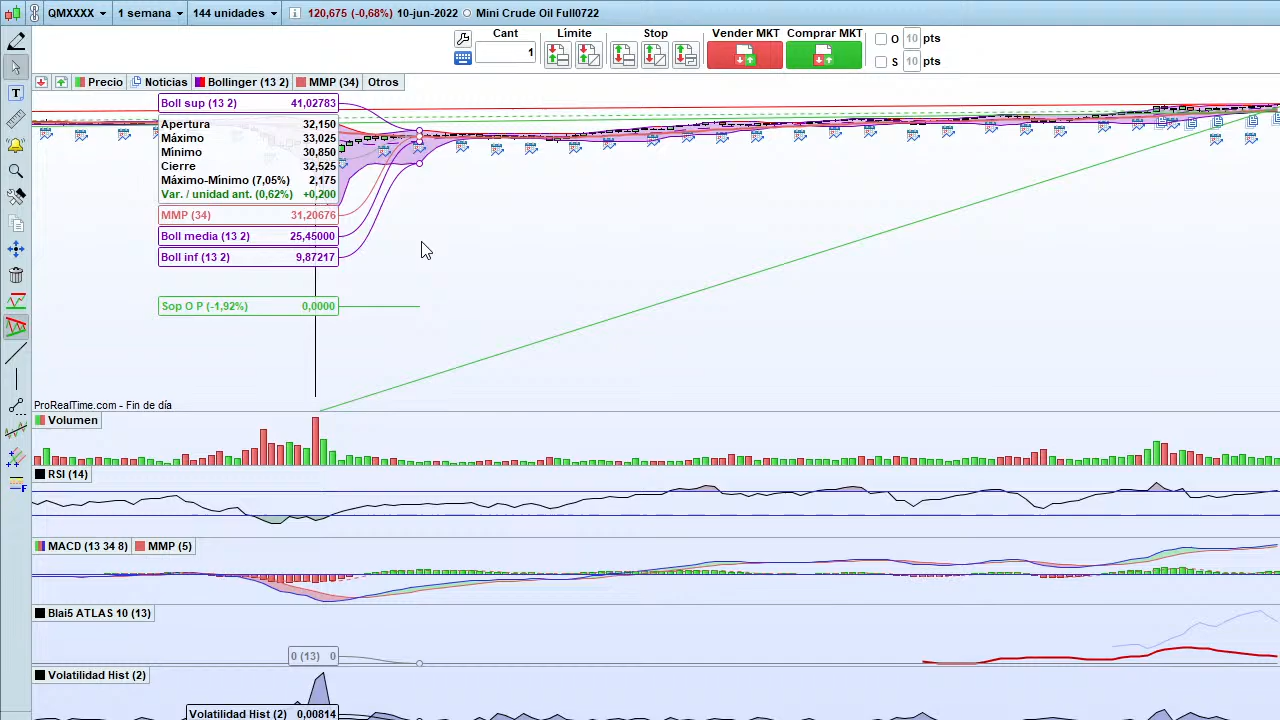 QMXXXX 1 semana 144 unidades 120,675 (-0,68%) 10-jun-2022 Mini Crude Oil Full0722
Cant Limite Stop Vender MKT Comprar MKT O 10 pts
1 S 10 pts
Precio Noticias Bollinger (13 2) MMP (34) Otros
Boll sup (13 2) 41,02783
Apertura 32,150
Máximo 33,025
Mínimo 30,850
Cierre 32,525
Máximo-Mínimo (7,05%) 2,175
Var. / unidad ant. (0,62%) +0,200
MMP (34) 31,20676
Boll media (13 2) 25,45000
Boll inf (13 2) 9,87217
Sop O P (-1,92%) 0,0000
ProRealTime.com - Fin de día
Volumen
RSI (14)
MACD (13 34 8) MMP (5)
Blai5 ATLAS 10 (13)
0 (13) 0
Volatilidad Hist (2)
Volatilidad Hist (2) 0,00814